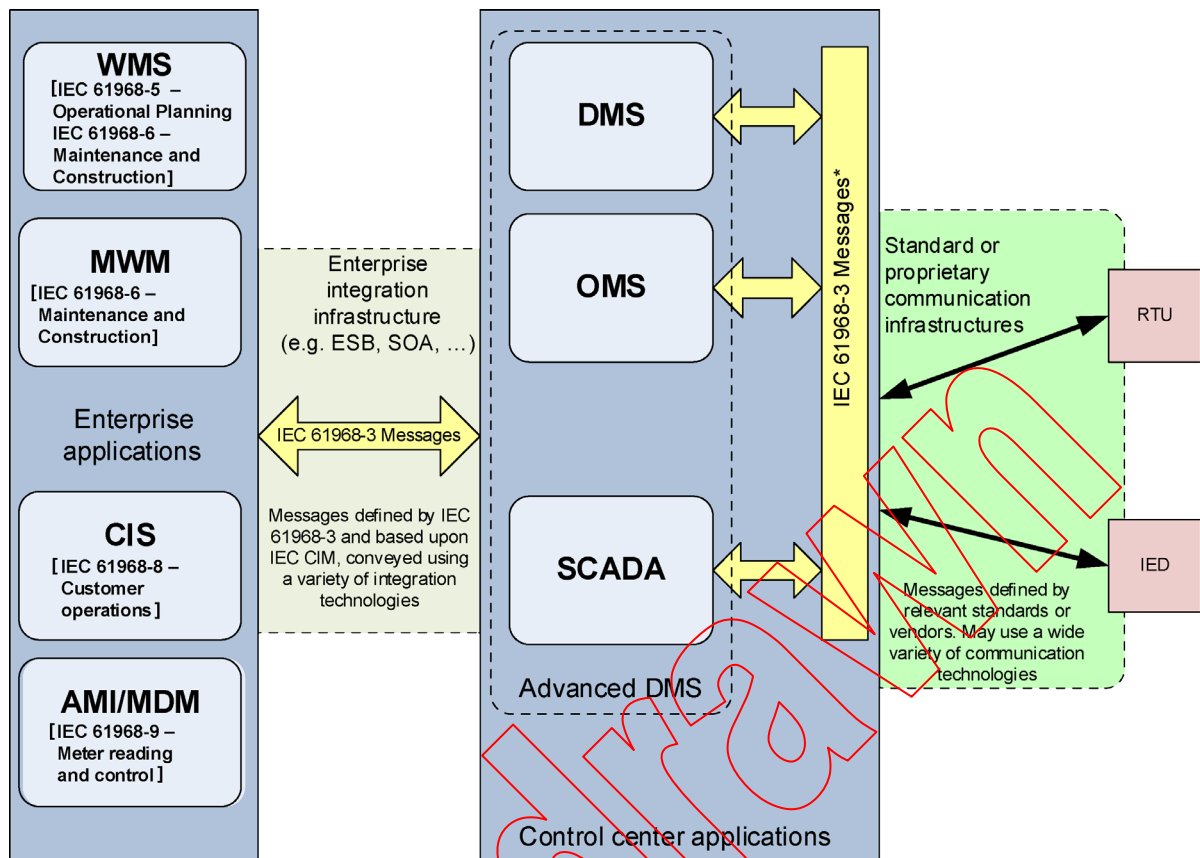 WMS
[IEC 61968-5 –
Operational Planning
IEC 61968-6 –
Maintenance and
Construction]
MWM
[IEC 61968-6 –
Maintenance and
Construction]
Enterprise
applications
CIS
[IEC 61968-8 –
Customer
operations]
AMI/MDM
[IEC 61968-9 –
Meter reading
and control]
Enterprise
integration
infrastructure
(e.g. ESB, SOA, …)
IEC 61968-3 Messages
Messages defined by IEC
61968-3 and based upon
IEC CIM, conveyed using
a variety of integration
technologies
DMS
OMS
SCADA
Advanced DMS
Control center applications
IEC 61968-3 Messages*
Standard or
proprietary
communication
infrastructures
Messages defined by
relevant standards or
vendors. May use a wide
variety of communication
technologies
RTU
IED
drawn